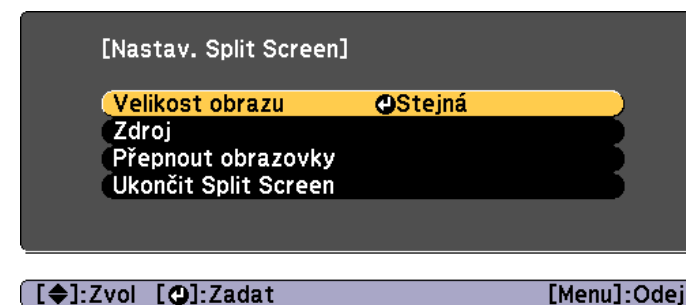 [Nastav. Split Screen]
Velikost obrazu Stejná
Zdroj
Přepnout obrazovky
Ukončit Split Screen
[◆]:Zvol [↵]:Zadat [Menu]:Odej